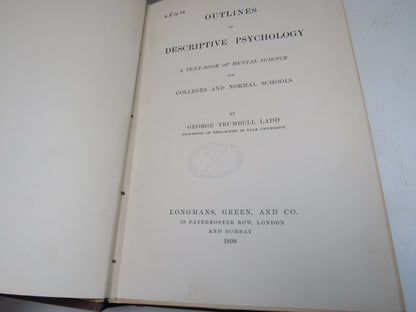 OUTLINES
OF
DESCRIPTIVE PSYCHOLOGY
A TEXT-BOOK OF MENTAL SCIENCE
FOR
COLLEGES AND NORMAL SCHOOLS
BY
GEORGE TRUMBULL LADD
PROFESSOR OF PHILOSOPHY IN YALE UNIVERSITY
LONGMANS, GREEN, AND CO.
39 PATERNOSTER ROW, LONDON
AND BOMBAY
1898